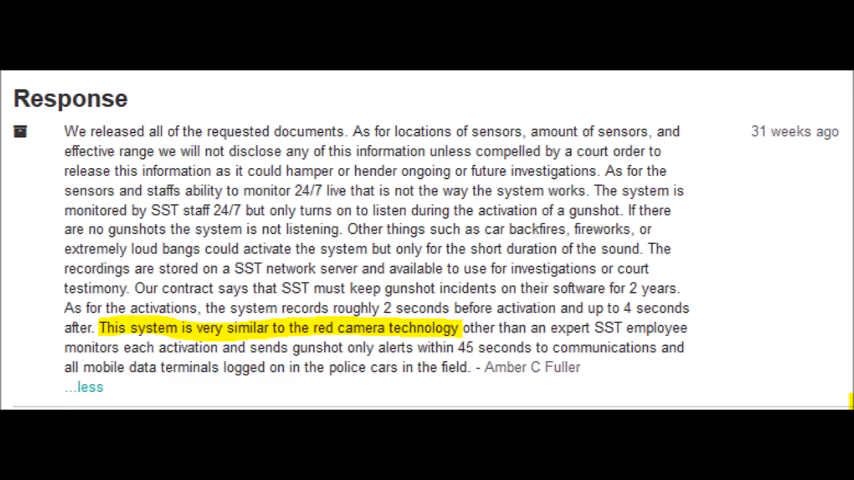 Response
We released all of the requested documents. As for locations of sensors, amount of sensors, and
31 weeks ago
effective range we will not disclose any of this information unless compelled by a court order to
release this information as it could hamper or hender ongoing or future investigations. As for the
sensors and staffs ability to monitor 24/7 live that is not the way the system works. The system is
monitored by SST staff 24/7 but only turns on to listen during the activation of a gunshot. If there
are no gunshots the system is not listening. Other things such as car backfires, fireworks, or
extremely loud bangs could activate the system but only for the short duration of the sound. The
recordings are stored on a SST network server and available to use for investigations or court
testimony. Our contract says that SST must keep gunshot incidents on their software for 2 years.
As for the activations, the system records roughly 2 seconds before activation and up to 4 seconds
after. This system is very similar to the red camera technology other than an expert SST employee
monitors each activation and sends gunshot only alerts within 45 seconds to communications and
all mobile data terminals logged on in the police cars in the field. - Amber C Fuller
...less